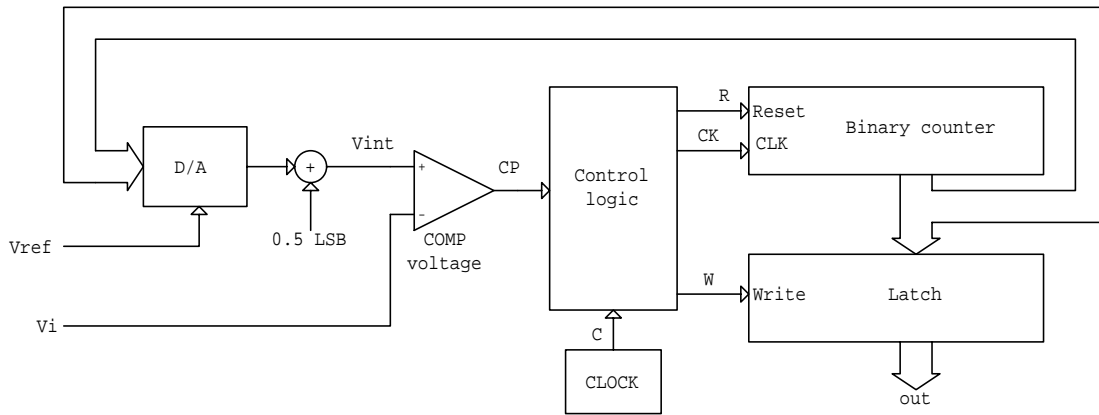 R
Reset
Binary counter
Vint
CK
CLK
D/A
+
+
CP
Control
logic
-
0.5 LSB
COMP
voltage
Vref
W
Write
Latch
Vi
C
CLOCK
out